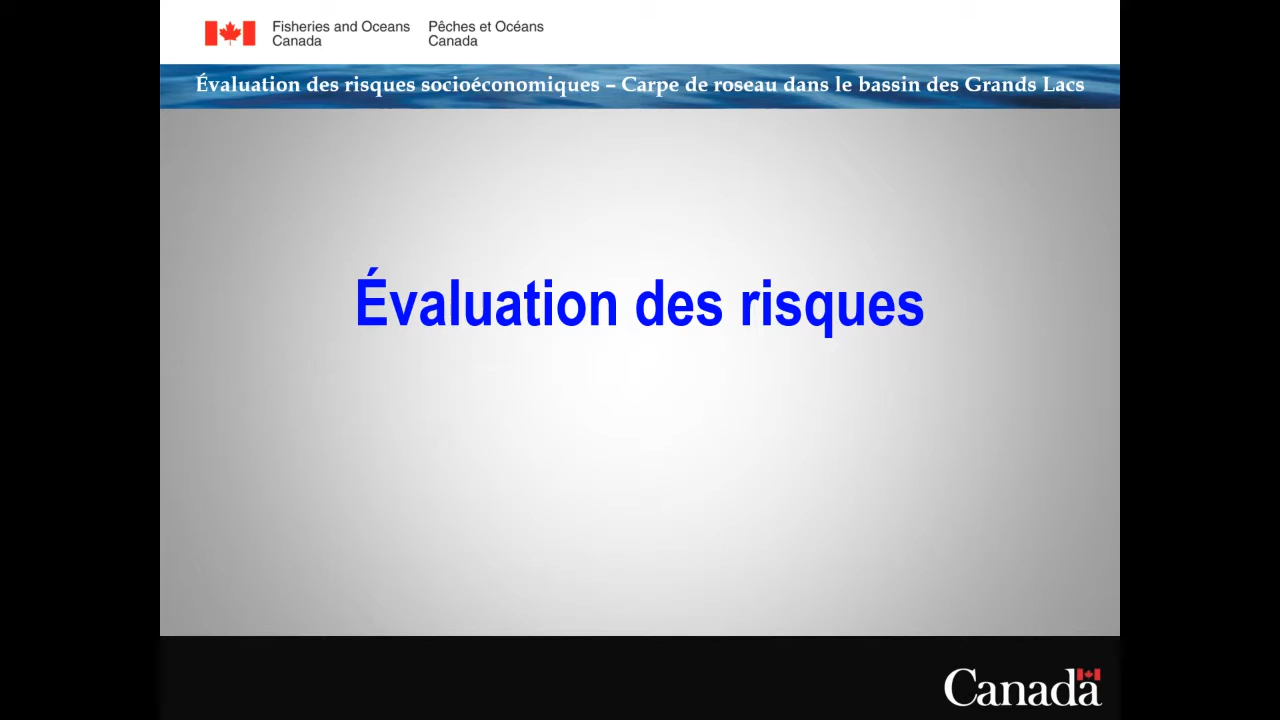 Fisheries and Oceans
Canada
Pêches et Océans
Canada
Évaluation des risques socioéconomiques – Carpe de roseau dans le bassin des Grands Lacs
Évaluation des risques
Canada